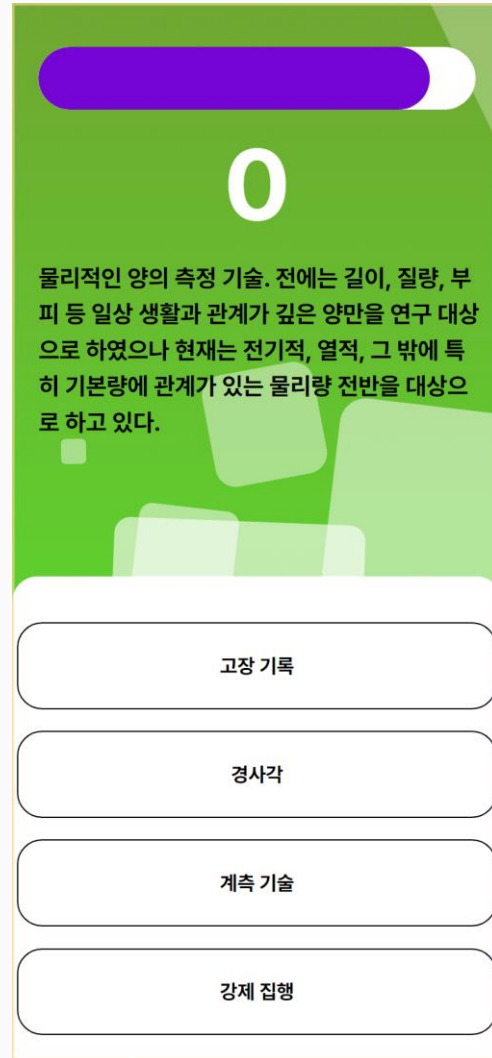 0
물리적인 양의 측정 기술. 전에는 길이, 질량, 부
피 등 일상 생활과 관계가 깊은 양만을 연구 대상
으로 하였으나 현재는 전기적, 열적, 그 밖에 특
히 기본량에 관계가 있는 물리량 전반을 대상으
로 하고 있다.
고장 기록
경사각
계측 기술
강제 집행